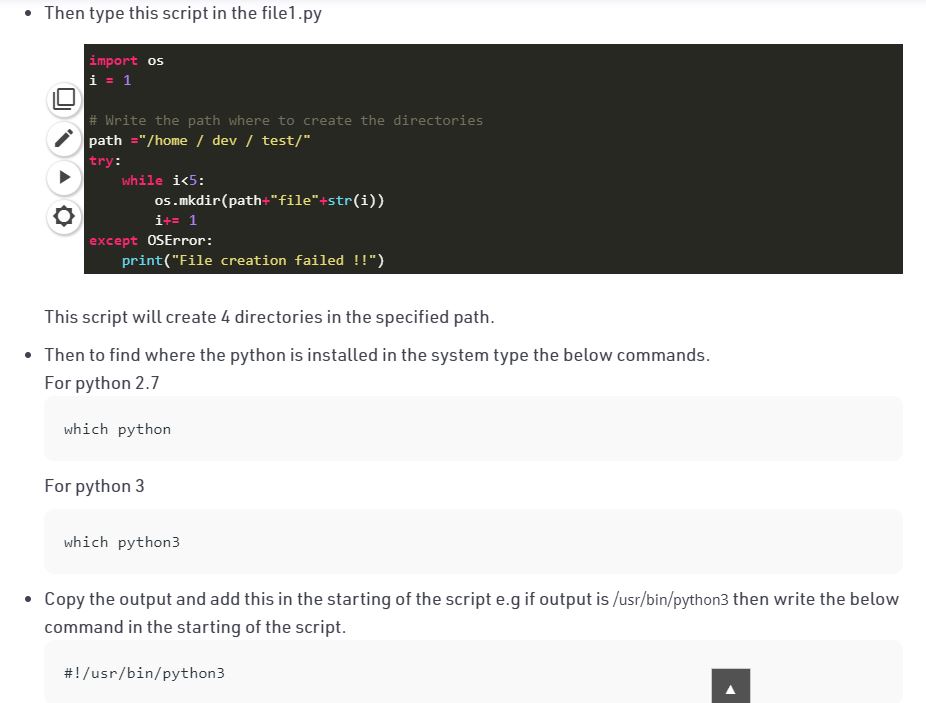 Then type this script in the file1.py
import os
i = 1
# Write the path where to create the directories
path ="/home / dev / test/"
try:
    while i<5:
        os.mkdir(path+"file"+str(i))
        i+= 1
except OSError:
    print("File creation failed !!")
This script will create 4 directories in the specified path.
Then to find where the python is installed in the system type the below commands.
For python 2.7
which python
For python 3
which python3
Copy the output and add this in the starting of the script e.g if output is /usr/bin/python3 then write the below
command in the starting of the script.
#!/usr/bin/python3